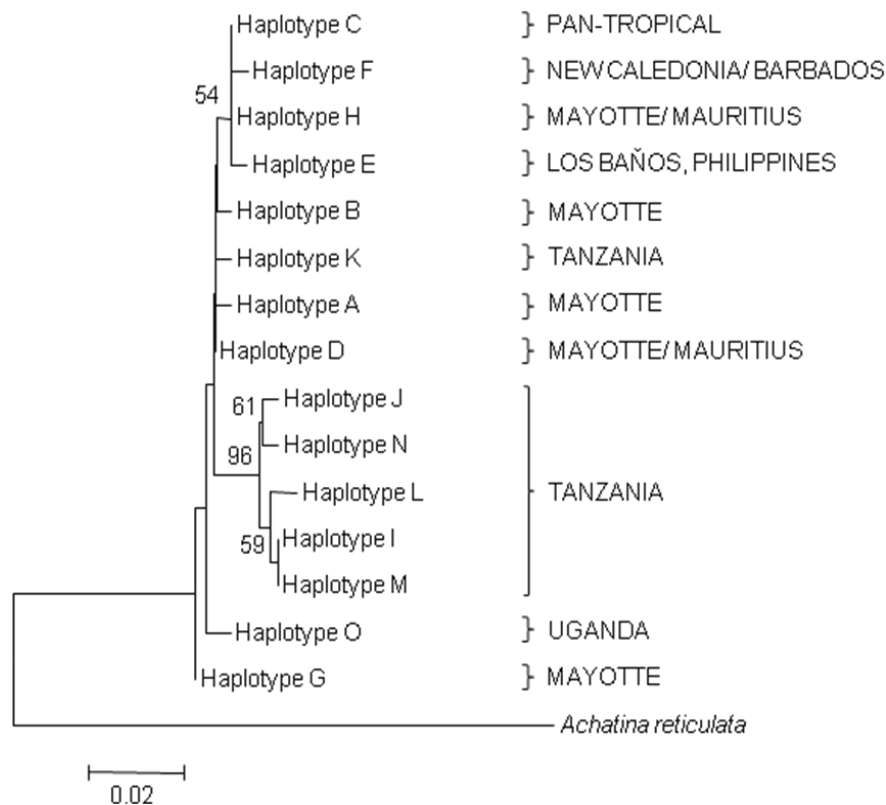 Haplotype C } PAN-TROPICAL
Haplotype F } NEW CALEDONIA/ BARBADOS
54
Haplotype H } MAYOTTE/ MAURITIUS
Haplotype E } LOS BAŇOS, PHILIPPINES
Haplotype B } MAYOTTE
Haplotype K } TANZANIA
Haplotype A } MAYOTTE
Haplotype D } MAYOTTE/ MAURITIUS
61 Haplotype J
96 Haplotype N
Haplotype L } TANZANIA
59 Haplotype I
Haplotype M
Haplotype O } UGANDA
Haplotype G } MAYOTTE
Achatina reticulata
0.02